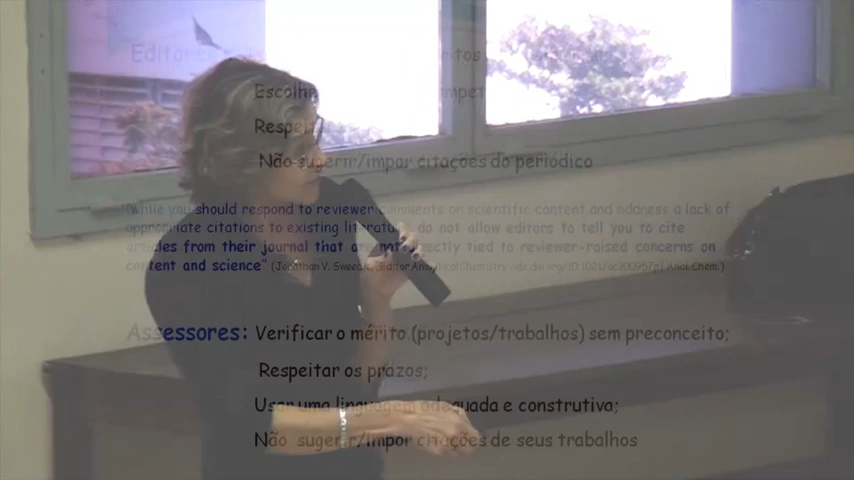 Escolhe
Respei
Não sugerir/impor citações do periódico
"(while you should respond to reviewer comments on scientific content and address a lack of
appropriate citations to existing literature, do not allow editors to tell you to cite
articles from their journal that are not directly tied to reviewer-raised concerns on
content and science" (Jonathan V. Sweedler, Editor Analytical Chemistry
Assessores: Verificar o mérito (projetos/trabalhos) sem preconceito;
Respeitar os prazos;
Usar uma linguagem adequada e construtiva;
Não sugerir/impor citações de seus trabalhos